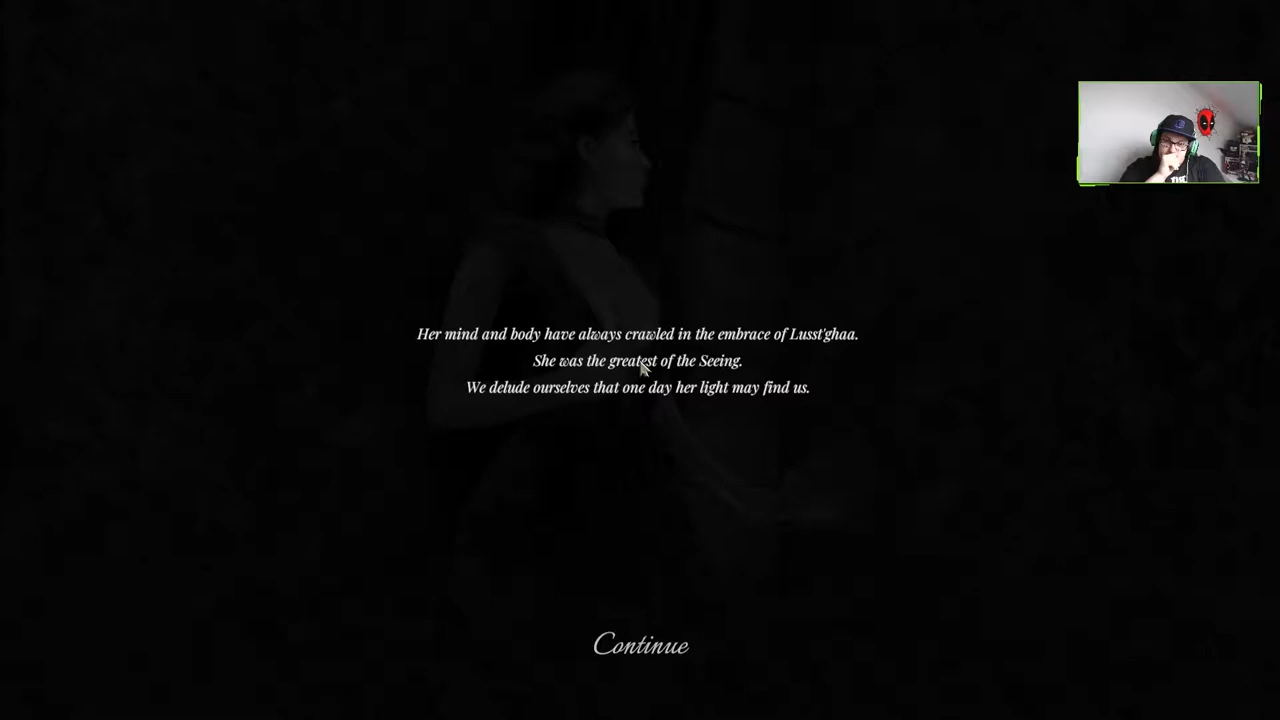 Her mind and body have always crawled in the embrace of Lusst'ghaa.
She was the greatest of the Seeing.
We delude ourselves that one day her light may find us.
Continue